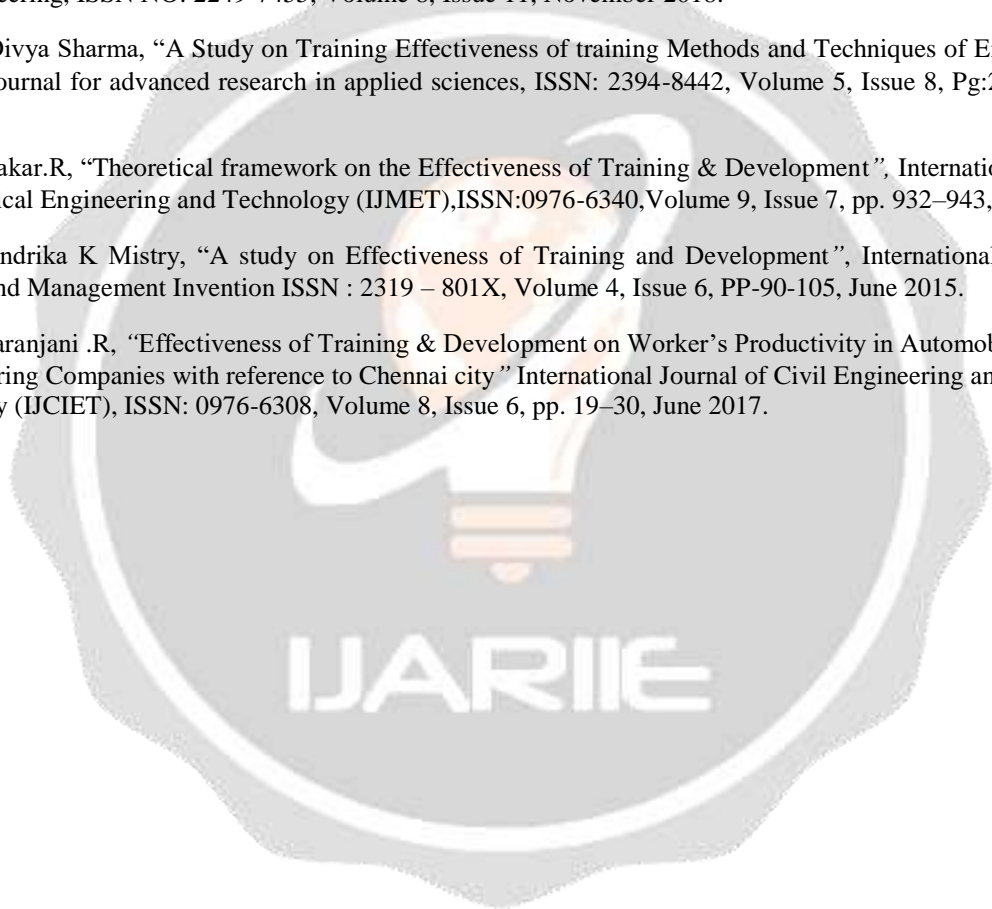 eering, ISSN NO: 2249-7455, Volume 8, Issue 11, November 2018.
Divya Sharma, “A Study on Training Effectiveness of training Methods and Techniques of E
ournal for advanced research in applied sciences, ISSN: 2394-8442, Volume 5, Issue 8, Pg:2
akar.R, “Theoretical framework on the Effectiveness of Training & Development”, Internatio
ical Engineering and Technology (IJMET),ISSN:0976-6340,Volume 9, Issue 7, pp. 932–943,
ndrika K Mistry, “A study on Effectiveness of Training and Development”, International
nd Management Invention ISSN : 2319 – 801X, Volume 4, Issue 6, PP-90-105, June 2015.
aranjani .R, “Effectiveness of Training & Development on Worker’s Productivity in Automob
ring Companies with reference to Chennai city” International Journal of Civil Engineering an
y (IJCIET), ISSN: 0976-6308, Volume 8, Issue 6, pp. 19–30, June 2017.
IJARIIE